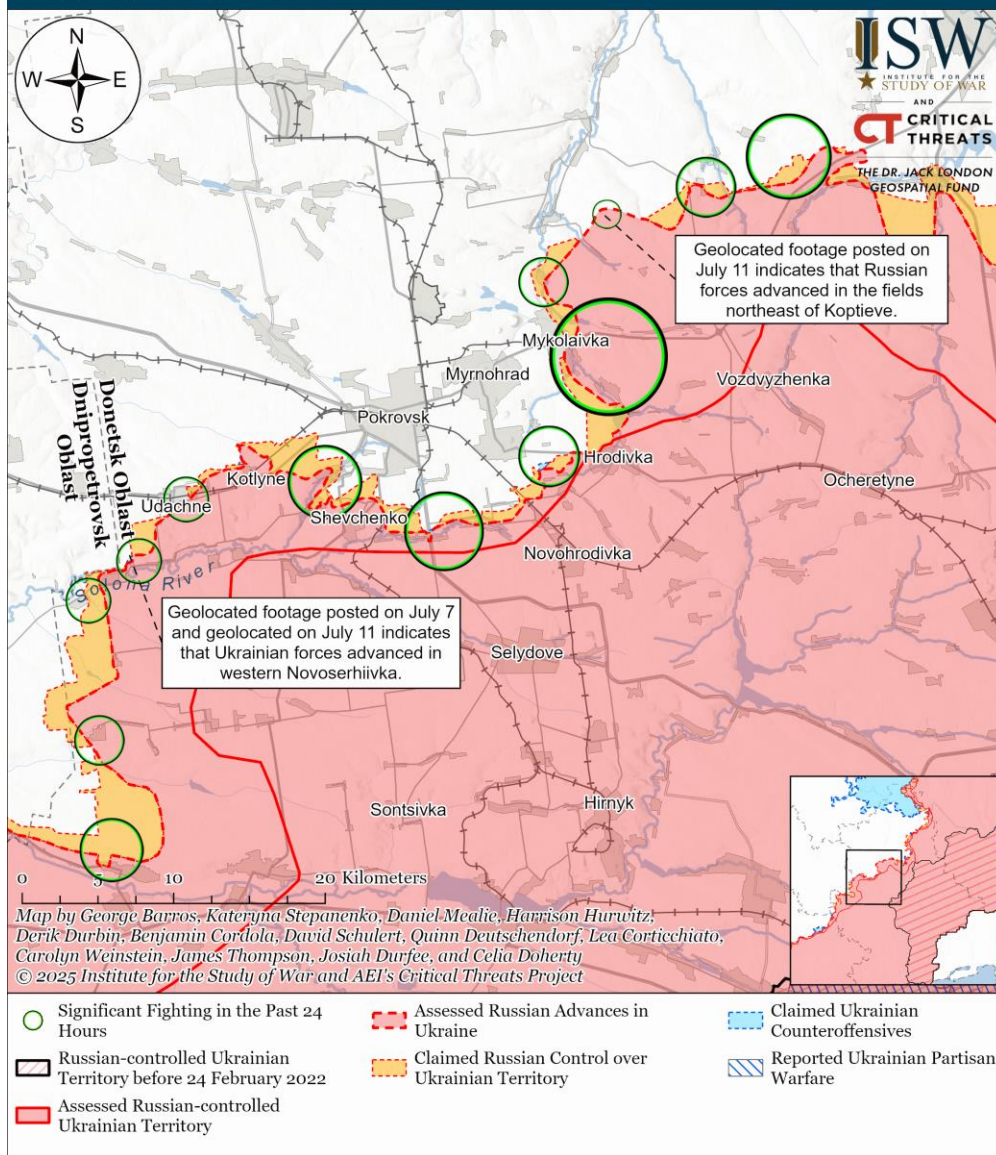 N
W
E
S
ISW
INSTITUTE FOR THE
STUDY OF WAR
AND
CT CRITICAL
THREATS
THE DR. JACK LONDON
GEOSPATIAL FUND
Geolocated footage posted on
July 11 indicates that Russian
forces advanced in the fields
northeast of Koptieve.
Mykolaivka
Myrnohrad
Vozdvyzhenka
Pokrovsk
Donetsk Oblast
Dnipropetrovsk
Oblast
Hrodivka
Kotlyne
Ocheretyne
Udachne
Shevchenko
Novohrodivka
Solona River
Geolocated footage posted on July 7
and geolocated on July 11 indicates
that Ukrainian forces advanced in
western Novoserhiivka.
Selydove
Sontsivka
Hirnyk
0 5 10 20 Kilometers
Map by George Barros, Kateryna Stepanenko, Daniel Mealie, Harrison Hurwitz,
Derik Durbin, Benjamin Cordola, David Schulert, Quinn Deutschendorf, Lea Corticchiato,
Carolyn Weinstein, James Thompson, Josiah Durfee, and Celia Doherty
© 2025 Institute for the Study of War and AEI's Critical Threats Project
Significant Fighting in the Past 24
Hours
Russian-controlled Ukrainian
Territory before 24 February 2022
Assessed Russian-controlled
Ukrainian Territory
Assessed Russian Advances in
Ukraine
Claimed Russian Control over
Ukrainian Territory
Claimed Ukrainian
Counteroffensives
Reported Ukrainian Partisan
Warfare